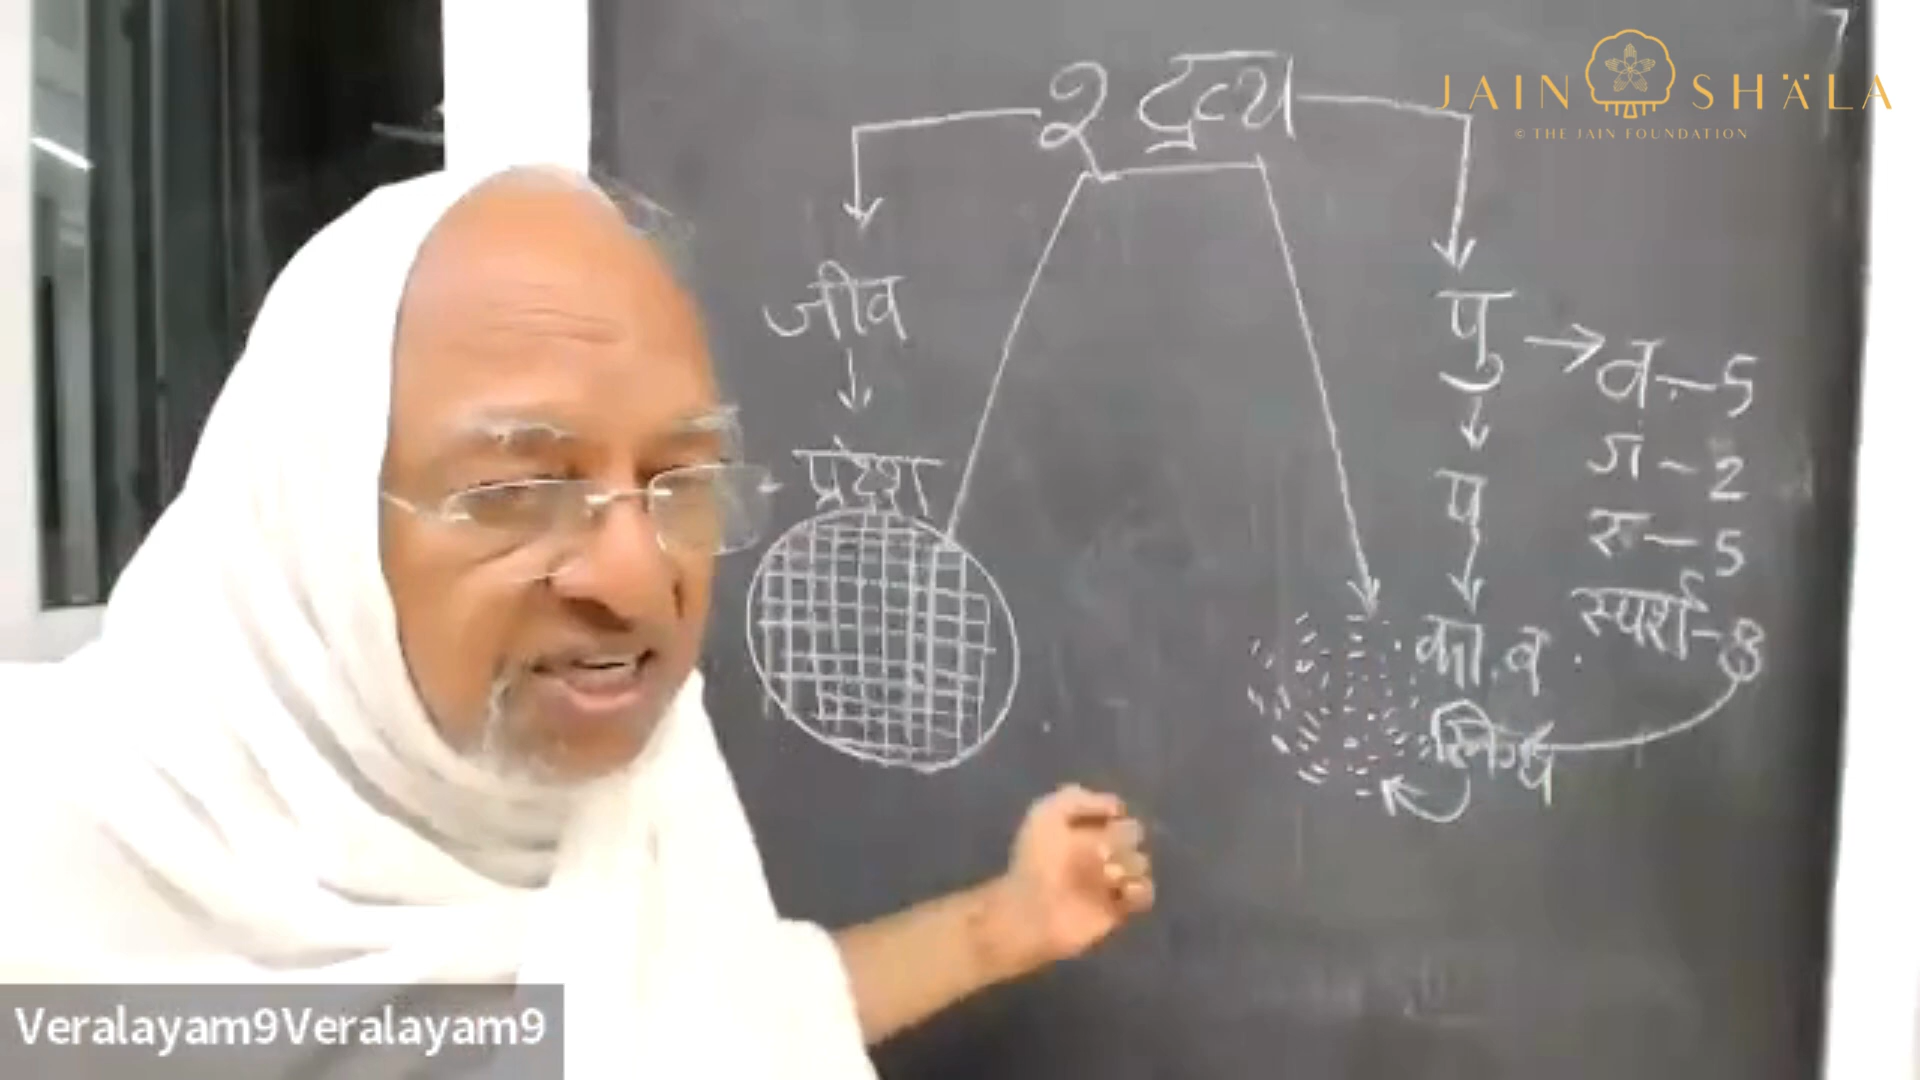 JAIN SHÄLA
© THE JAIN FOUNDATION
२ द्रव्य
जीव
प्रदेश
पु → व - 5
ग - 2
रु - 5
स्पर्श - 8
प
का. व.
स्निग्ध
Veralayam9Veralayam9